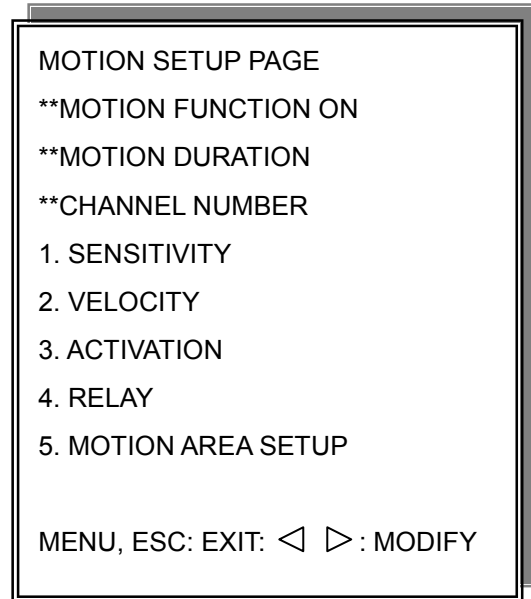 MOTION SETUP PAGE
**MOTION FUNCTION ON
**MOTION DURATION
**CHANNEL NUMBER
1. SENSITIVITY
2. VELOCITY
3. ACTIVATION
4. RELAY
5. MOTION AREA SETUP
MENU, ESC: EXIT: ◁ ▷ : MODIFY